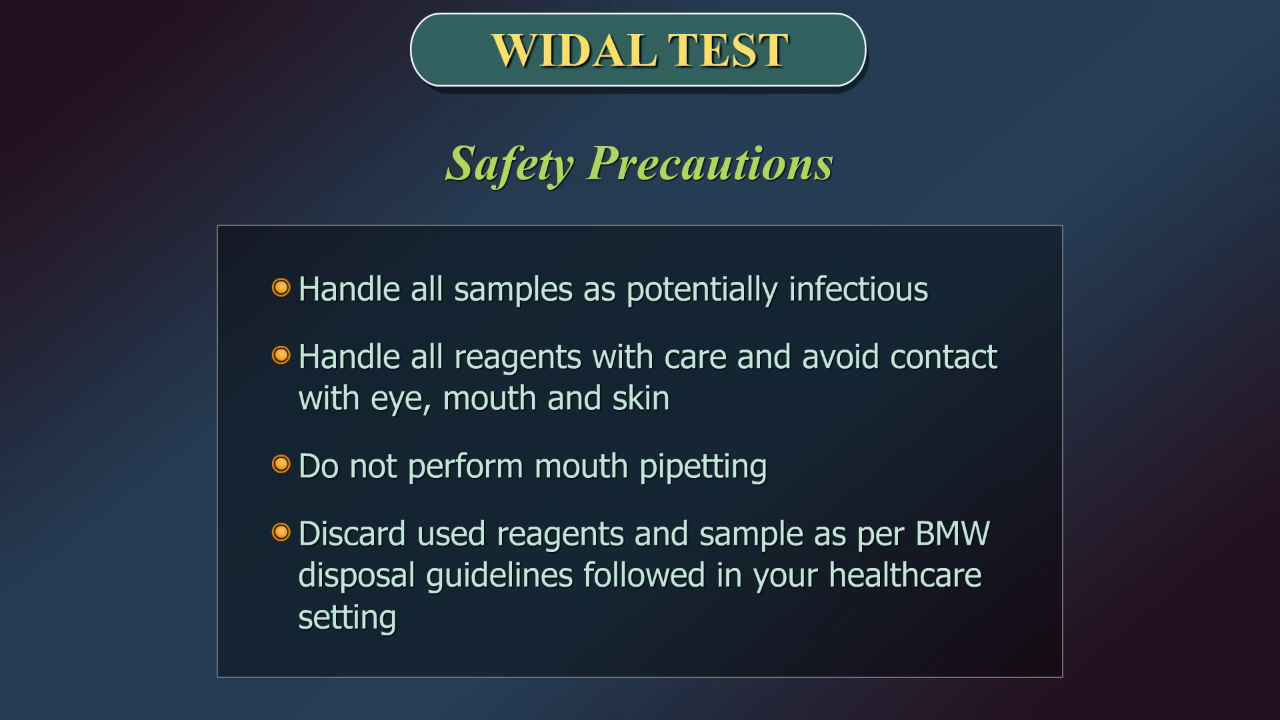 WIDAL TEST
Safety Precautions
Handle all samples as potentially infectious
Handle all reagents with care and avoid contact
with eye, mouth and skin
Do not perform mouth pipetting
Discard used reagents and sample as per BMW
disposal guidelines followed in your healthcare
setting